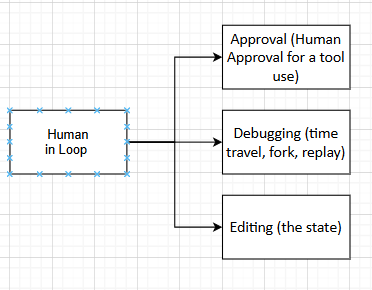 Human
in Loop
Approval (Human
Approval for a tool
use)
Debugging (time
travel, fork, replay)
Editing (the state)